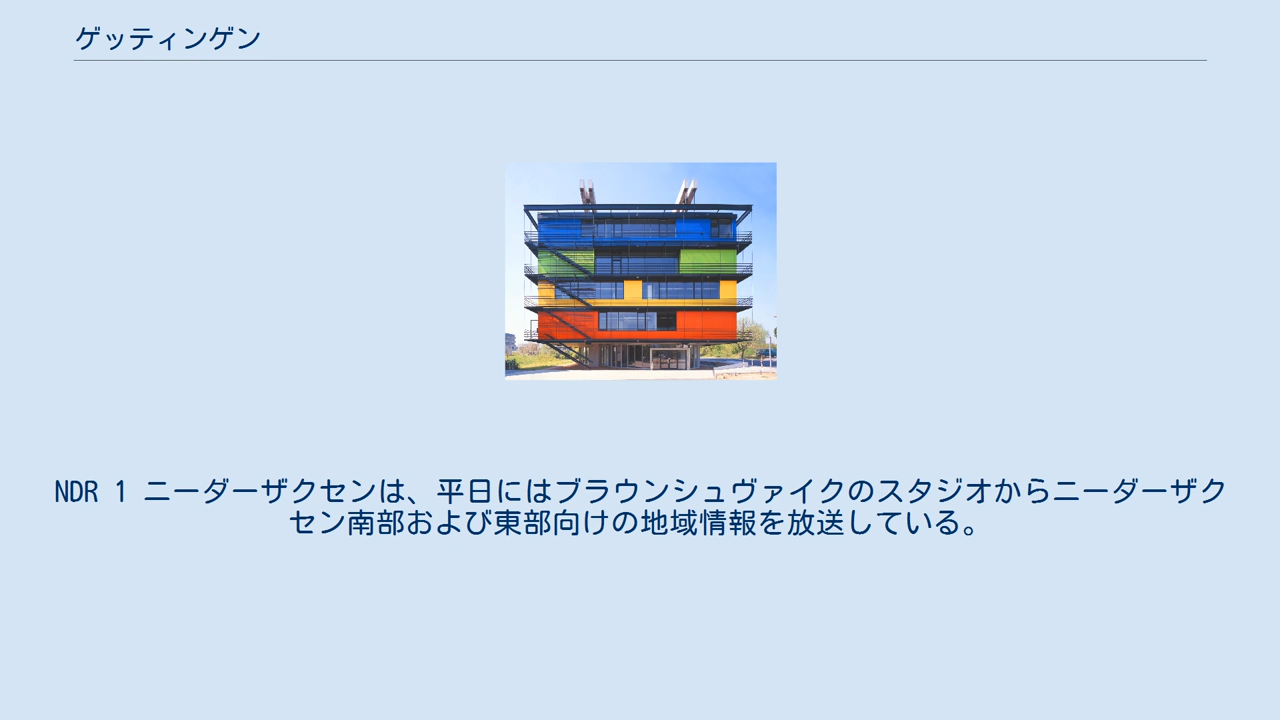 ゲッティンゲン
NDR 1 ニーダーザクセンは、平日にはブラウンシュヴァイクのスタジオからニーダーザク
セン南部および東部向けの地域情報を放送している。